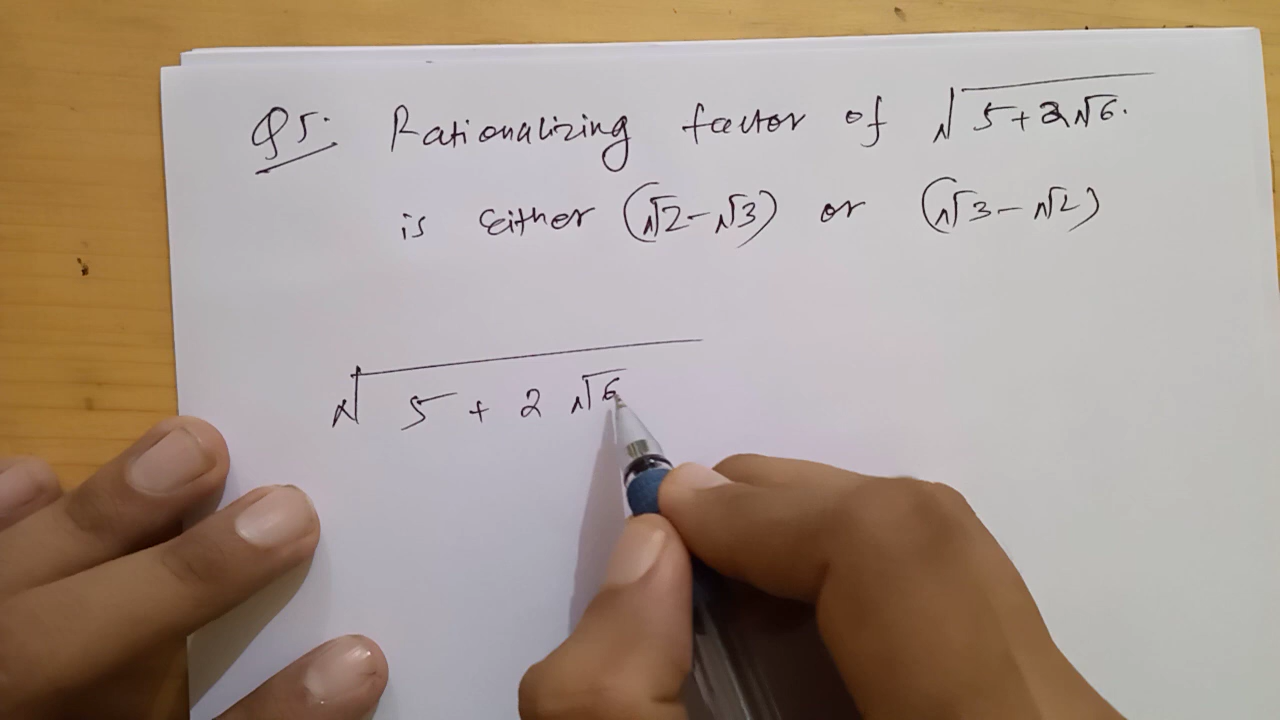 Q5. Rationalizing factor of √5+2√6.
is either (√2-√3) or (√3-√2)
√5+2√6